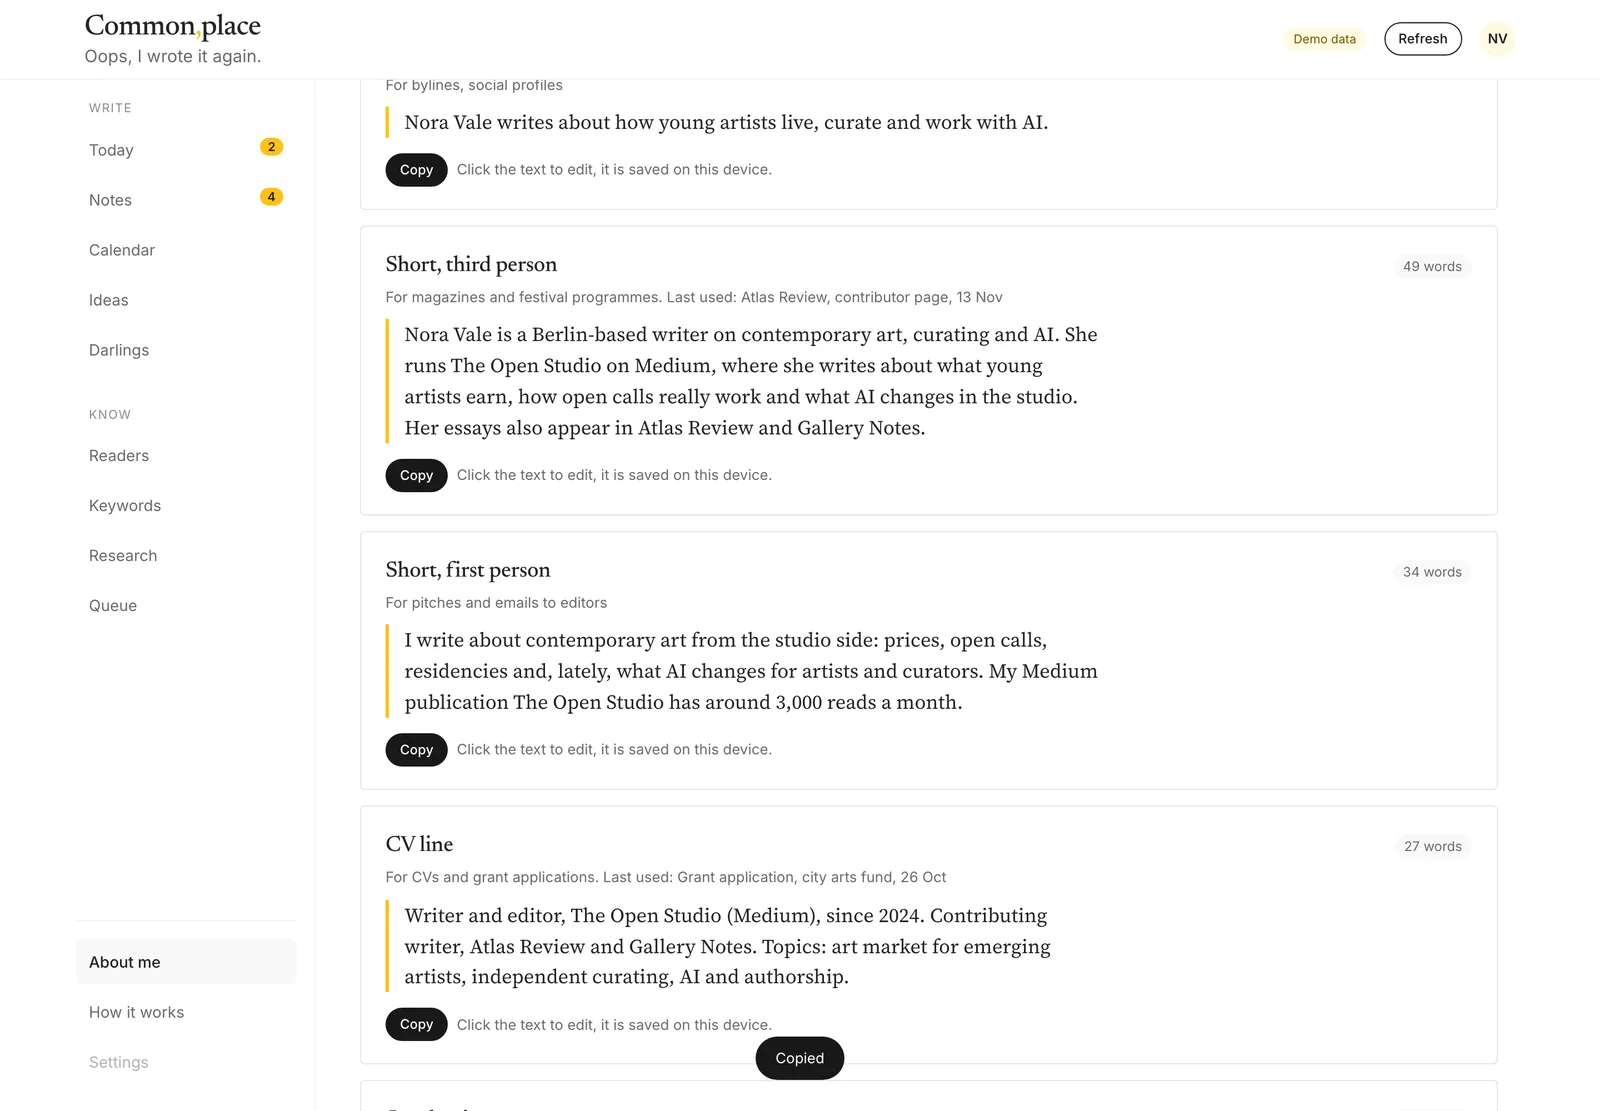 Common,place
Oops, I wrote it again.
Demo data
Refresh
NV
WRITE
Today
2
Notes
4
Calendar
Ideas
Darlings
KNOW
Readers
Keywords
Research
Queue
About me
How it works
Settings
For bylines, social profiles
Nora Vale writes about how young artists live, curate and work with AI.
Copy
Click the text to edit, it is saved on this device.
Short, third person
49 words
For magazines and festival programmes. Last used: Atlas Review, contributor page, 13 Nov
Nora Vale is a Berlin-based writer on contemporary art, curating and AI. She
runs The Open Studio on Medium, where she writes about what young
artists earn, how open calls really work and what AI changes in the studio.
Her essays also appear in Atlas Review and Gallery Notes.
Copy
Click the text to edit, it is saved on this device.
Short, first person
34 words
For pitches and emails to editors
I write about contemporary art from the studio side: prices, open calls,
residencies and, lately, what AI changes for artists and curators. My Medium
publication The Open Studio has around 3,000 reads a month.
Copy
Click the text to edit, it is saved on this device.
CV line
27 words
For CVs and grant applications. Last used: Grant application, city arts fund, 26 Oct
Writer and editor, The Open Studio (Medium), since 2024. Contributing
writer, Atlas Review and Gallery Notes. Topics: art market for emerging
artists, independent curating, AI and authorship.
Copy
Click the text to edit, it is saved on this device.
Copied